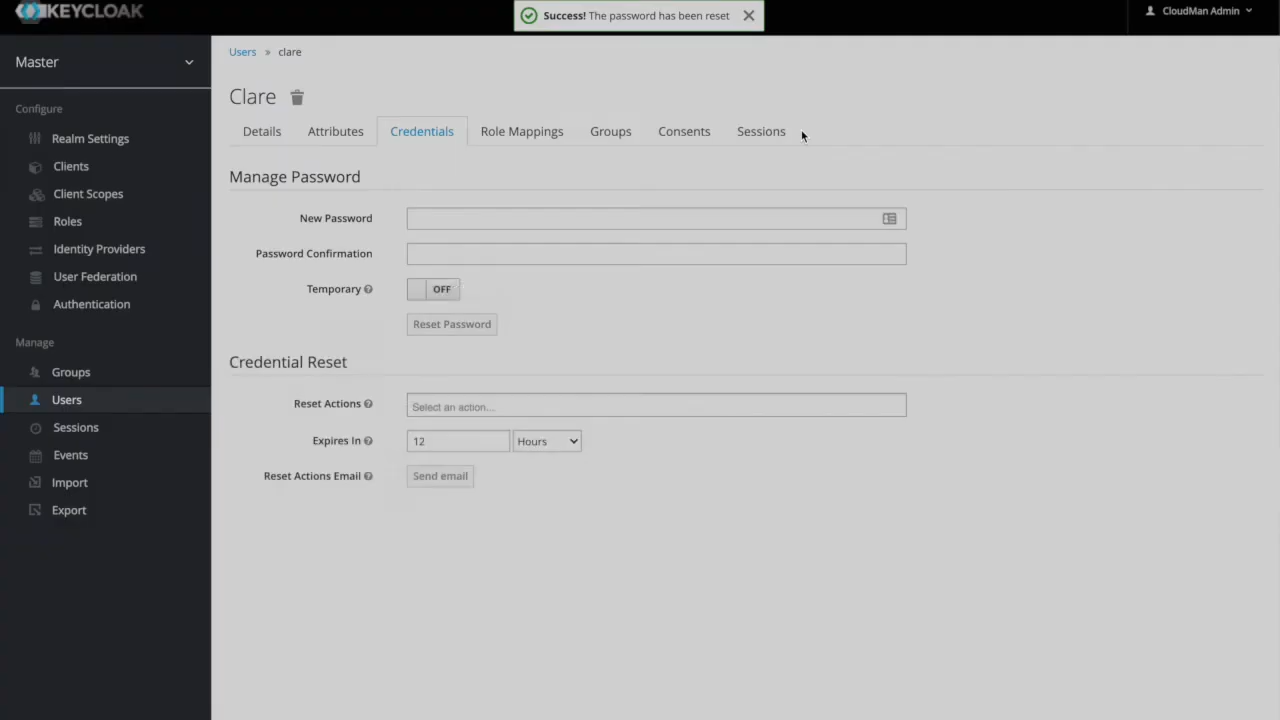 KEYCLOAK
Success! The password has been reset
CloudMan Admin
Master
Configure
Realm Settings
Clients
Client Scopes
Roles
Identity Providers
User Federation
Authentication
Manage
Groups
Users
Sessions
Events
Import
Export
Users » clare
Clare
Details Attributes Credentials Role Mappings Groups Consents Sessions
Manage Password
New Password
Password Confirmation
Temporary OFF
Reset Password
Credential Reset
Reset Actions Select an action...
Expires In 12 Hours
Reset Actions Email Send email